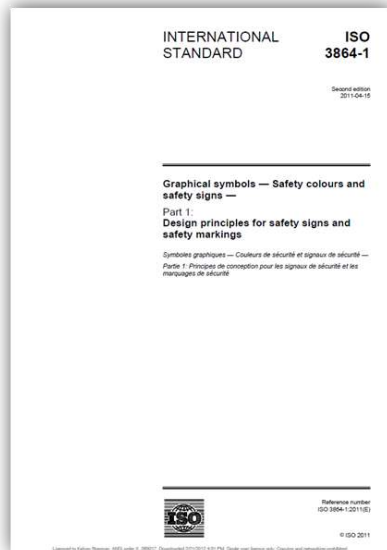 INTERNATIONAL
STANDARD
ISO
3864-1
Second edition
2011-04-15
Graphical symbols — Safety colours and
safety signs —
Part 1:
Design principles for safety signs and
safety markings
Symboles graphiques — Couleurs de sécurité et signaux de sécurité —
Partie 1: Principes de conception pour les signaux de sécurité et les
marquages de sécurité
ISO
Reference number
ISO 3864-1:2011(E)
© ISO 2011